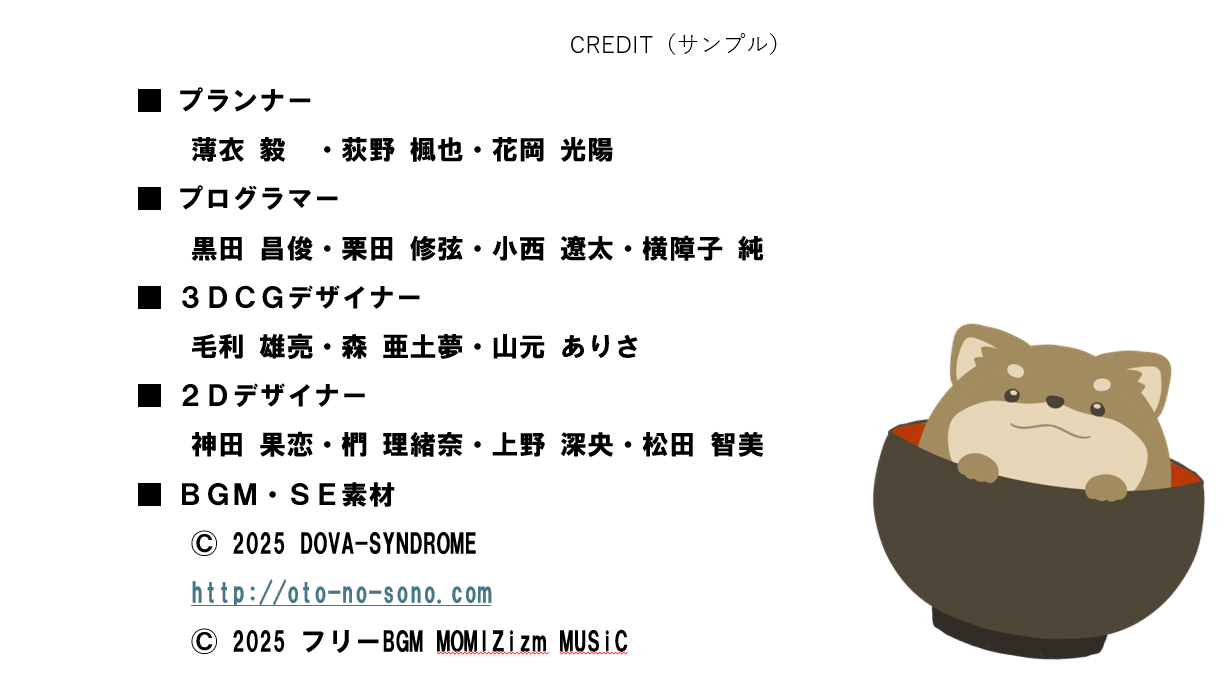 CREDIT（サンプル）
■ プランナー
薄衣 毅　・荻野 楓也・花岡 光陽
■ プログラマー
黒田 昌俊・栗田 修弦・小西 遼太・横障子 純
■ ３ＤＣＧデザイナー
毛利 雄亮・森 亜土夢・山元 ありさ
■ ２Ｄデザイナー
神田 果恋・椚 理緒奈・上野 深央・松田 智美
■ ＢＧＭ・ＳＥ素材
Ⓒ 2025 DOVA-SYNDROME
http://oto-no-sono.com
Ⓒ 2025 フリーBGM MOMIZizm MUSiC